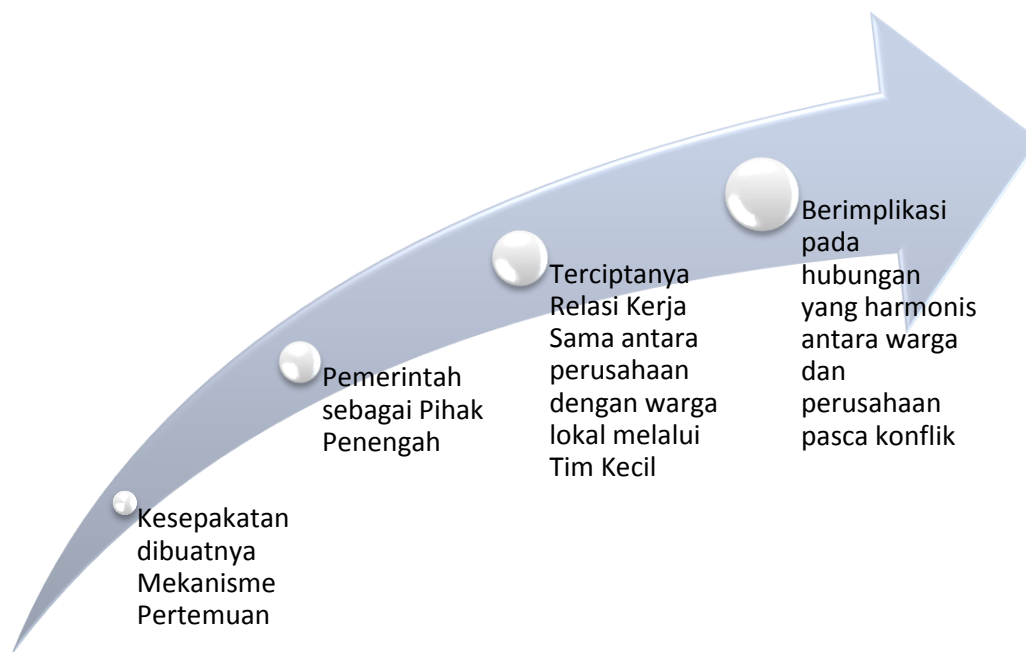 Kesepakatan
dibuatnya
Mekanisme
Pertemuan
Pemerintah
sebagai Pihak
Penengah
Terciptanya
Relasi Kerja
Sama antara
perusahaan
dengan warga
lokal melalui
Tim Kecil
Berimplikasi
pada
hubungan
yang harmonis
antara warga
dan
perusahaan
pasca konflik